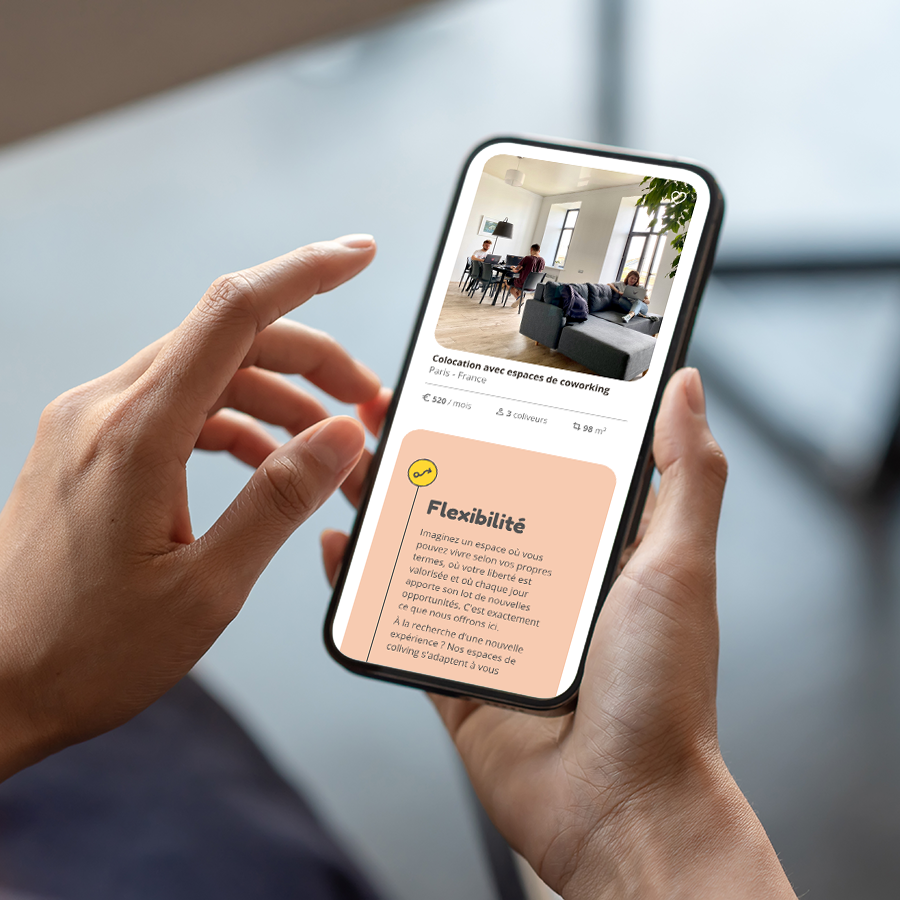 Colocation avec espaces de coworking
Paris - France
€ 520 / mois 3 coliveurs 98 m²
Flexibilité
Imaginez un espace où vous
pouvez vivre selon vos propres
termes, où votre liberté est
valorisée et où chaque jour
apporte son lot de nouvelles
opportunités. C'est exactement
ce que nous offrons ici.
À la recherche d'une nouvelle
expérience ? Nos espaces de
coliving s'adaptent à vous